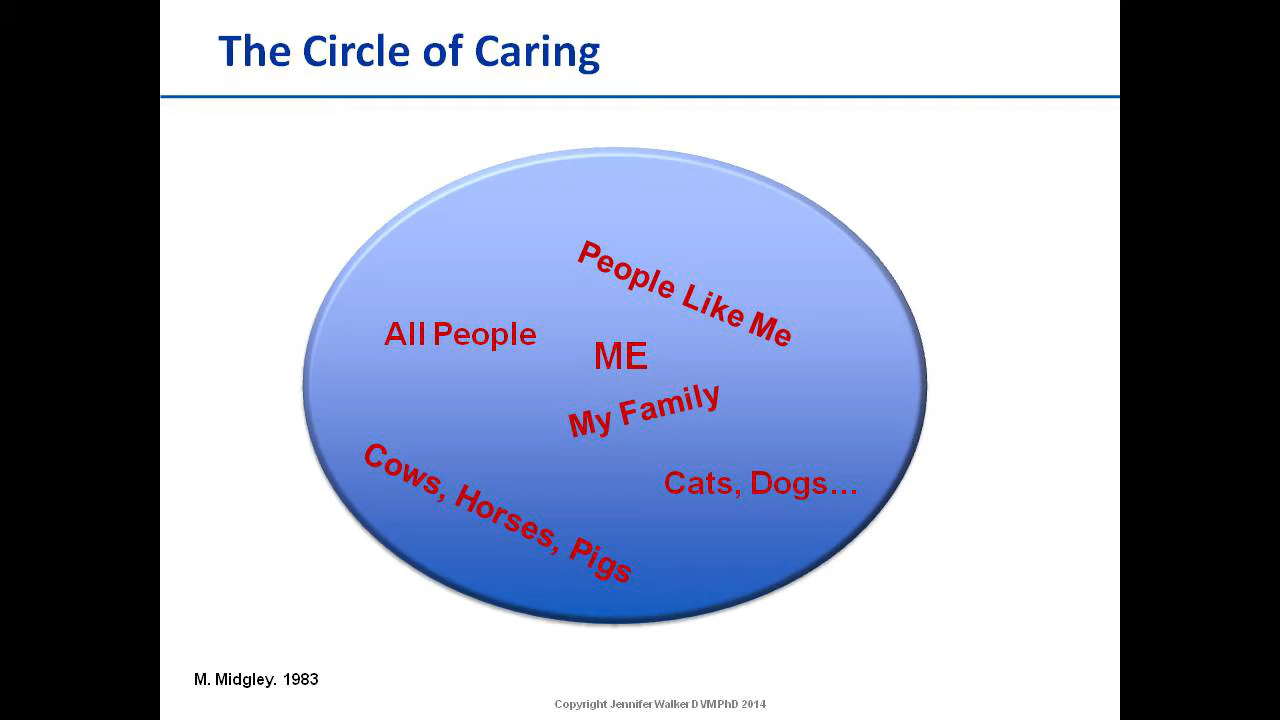 The Circle of Caring
People Like Me
All People
ME
My Family
Cows, Horses, Pigs
Cats, Dogs...
M. Midgley. 1983
Copyright Jennifer Walker DVMPhD 2014